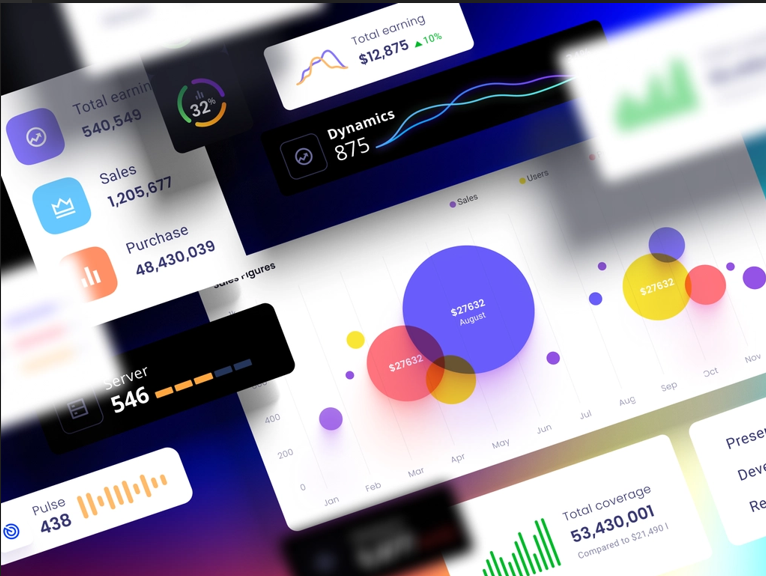 Total earning
$12,875
10%
Total earnin
540,549
32%
Dynamics
875
Sales
1,205,677
Sales
Users
Purchase
48,430,039
Sales Figures
$27632
August
$27632
$27632
Server
546
400
200
0
Jan
Feb
Mar
Apr
May
Jun
Jul
Aug
Sep
Oct
Nov
Pulse
438
Total coverage
53,430,001
Compared to $21,490
Presen
Deve
Re